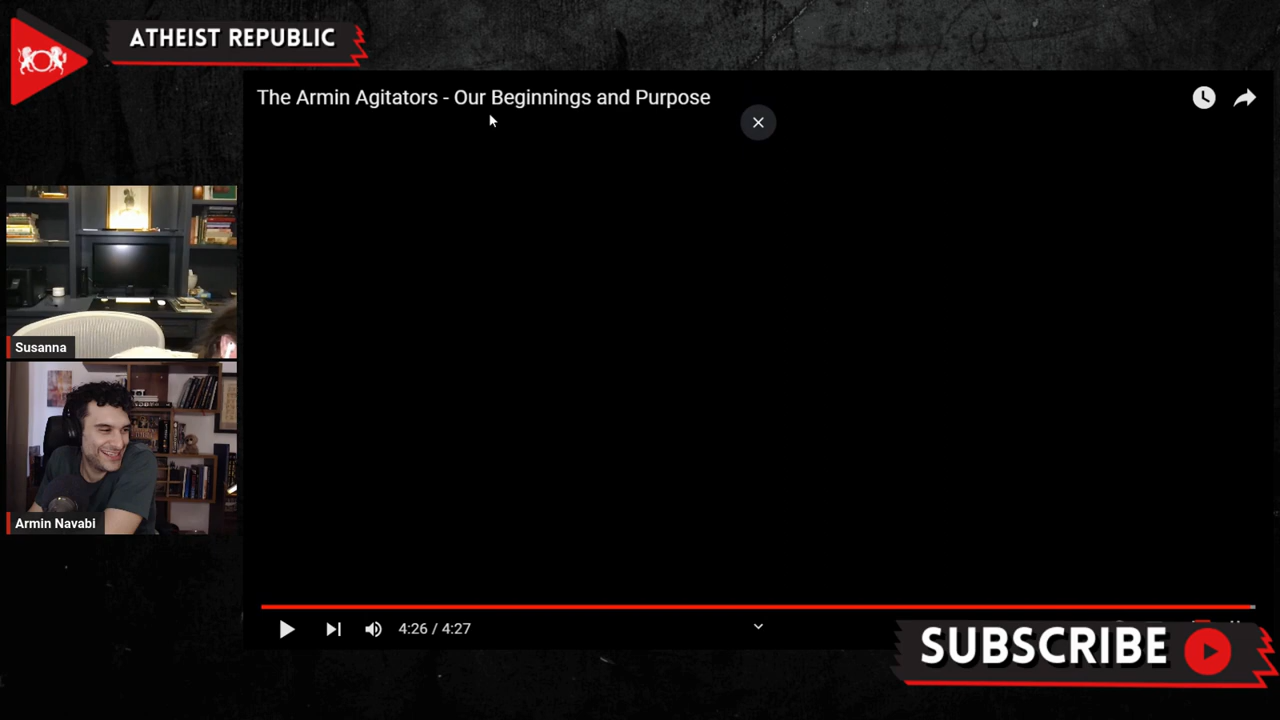 ATHEIST REPUBLIC
The Armin Agitators - Our Beginnings and Purpose
Susanna
Armin Navabi
4:26 / 4:27
SUBSCRIBE